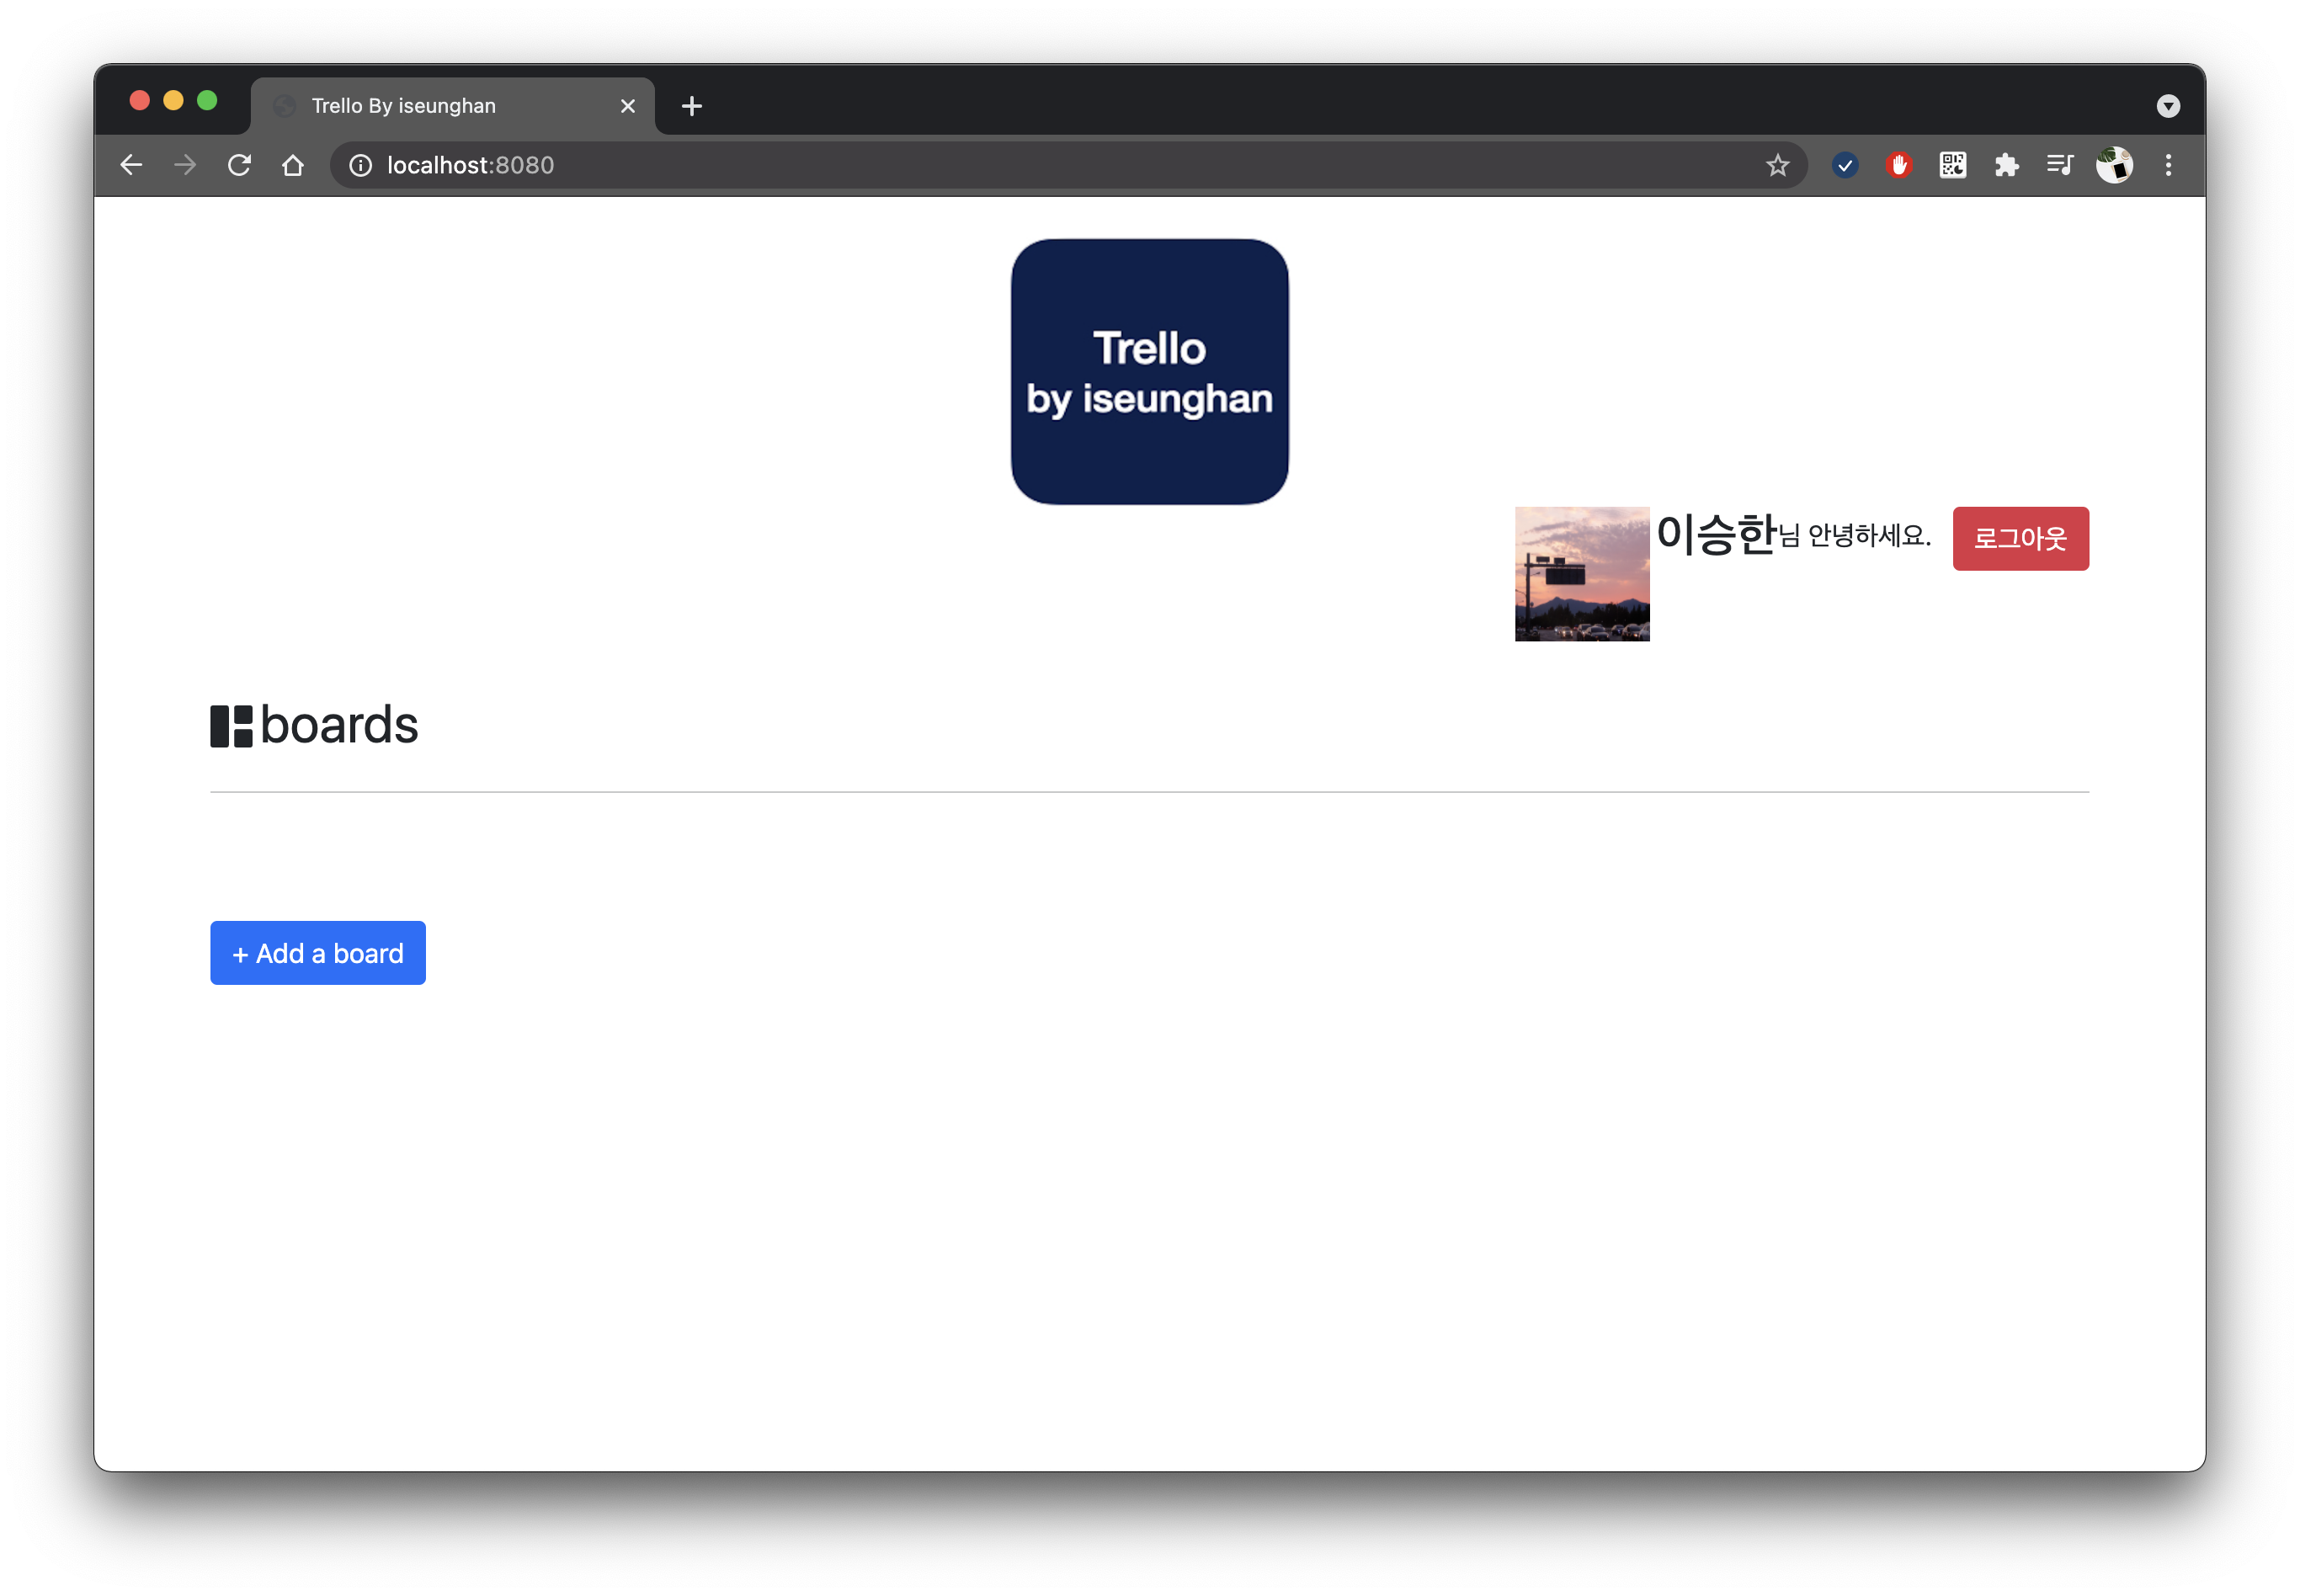 Trello By iseunghan
localhost:8080
Trello
by iseunghan
이승한님 안녕하세요.
로그아웃
boards
+ Add a board